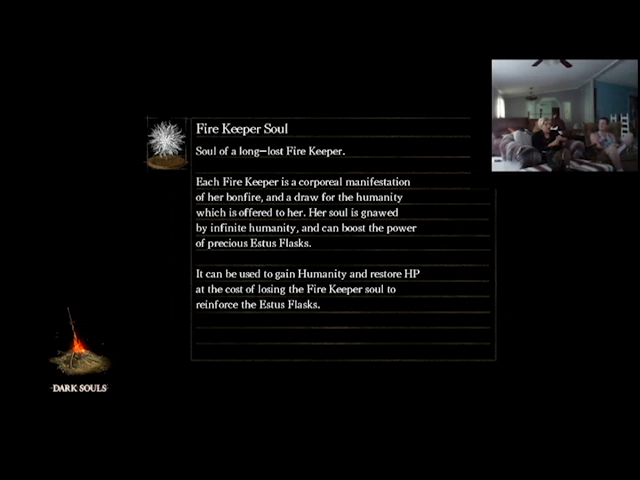 Fire Keeper Soul
Soul of a long-lost Fire Keeper.
Each Fire Keeper is a corporeal manifestation
of her bonfire, and a draw for the humanity
which is offered to her. Her soul is gnawed
by infinite humanity, and can boost the power
of precious Estus Flasks.
It can be used to gain Humanity and restore HP
at the cost of losing the Fire Keeper soul to
reinforce the Estus Flasks.
DARK SOULS